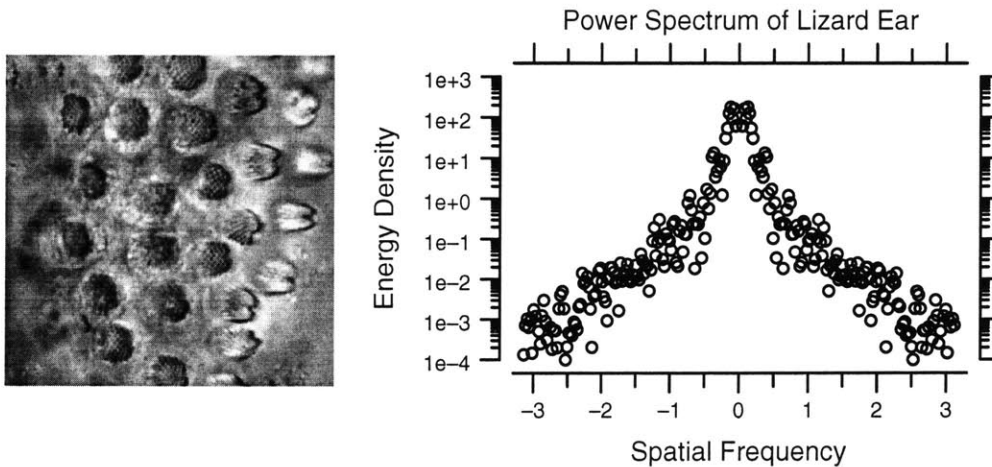 Power Spectrum of Lizard Ear
1e+3
1e+2
1e+1
1e+0
1e−1
1e−2
1e−3
1e−4
Energy Density
−3 −2 −1 0 1 2 3
Spatial Frequency